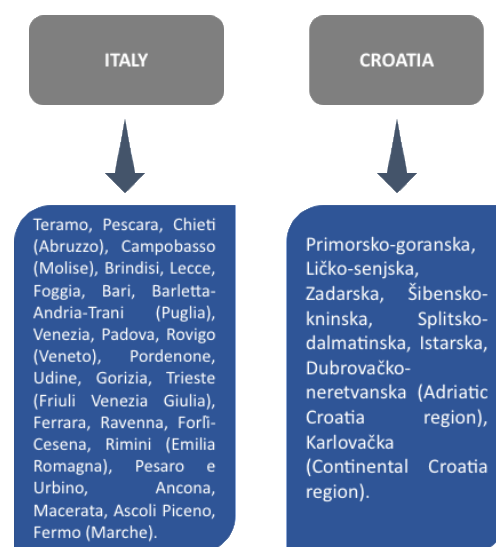 ITALY
Teramo, Pescara, Chieti
(Abruzzo), Campobasso
(Molise), Brindisi, Lecce,
Foggia, Bari, Barletta-
Andria-Trani (Puglia),
Venezia, Padova, Rovigo
(Veneto), Pordenone,
Udine, Gorizia, Trieste
(Friuli Venezia Giulia),
Ferrara, Ravenna, Forlì-
Cesena, Rimini (Emilia
Romagna), Pesaro e
Urbino, Ancona,
Macerata, Ascoli Piceno,
Fermo (Marche).
CROATIA
Primorsko-goranska,
Ličko-senjska,
Zadarska, Šibensko-
kninska, Splitsko-
dalmatinska, Istarska,
Dubrovačko-
neretvanska (Adriatic
Croatia region),
Karlovačka
(Continental Croatia
region).